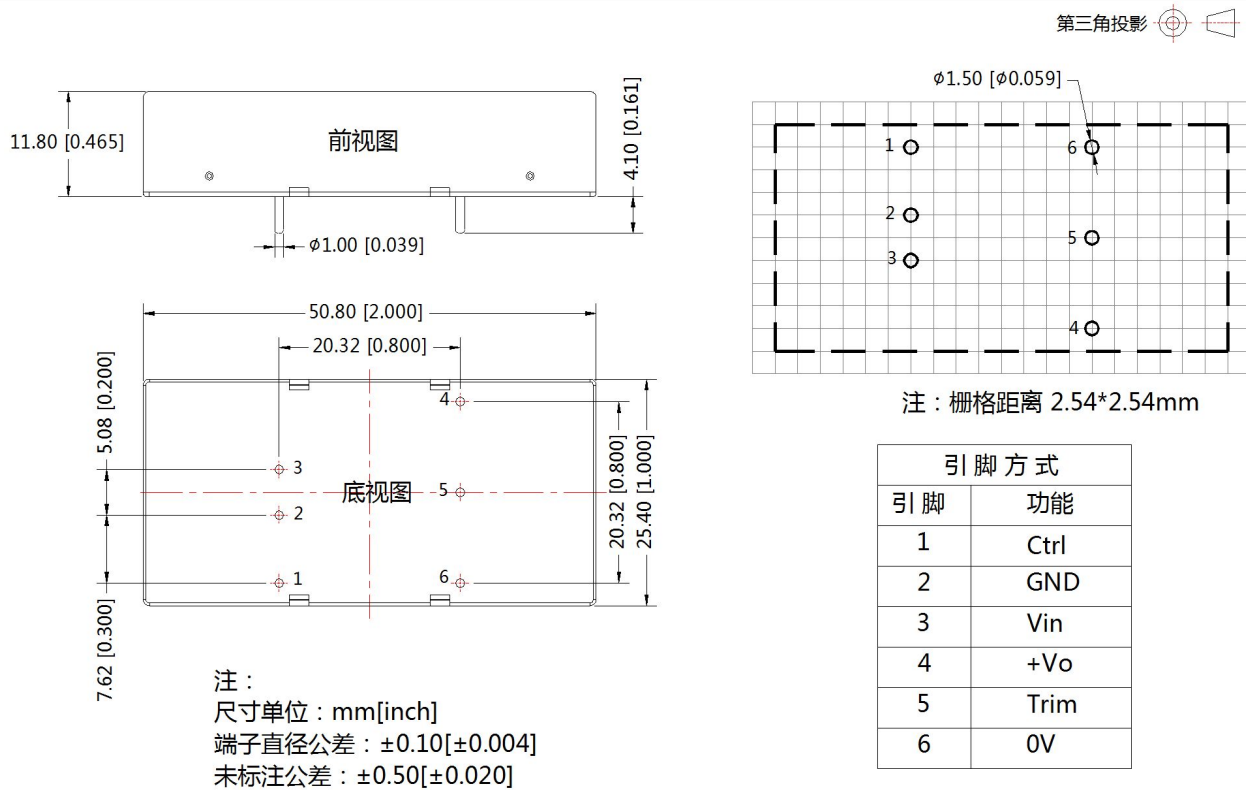 第三角投影
11.80 [0.465]
前视图
4.10 [0.161]
ϕ1.00 [0.039]
ϕ1.50 [ϕ0.059]
1
6
2
5
3
4
注：栅格距离 2.54*2.54mm
50.80 [2.000]
20.32 [0.800]
5.08 [0.200]
4
3
底视图
5
2
1
6
20.32 [0.800]
25.40 [1.000]
7.62 [0.300]
注：
尺寸单位：mm[inch]
端子直径公差：±0.10[±0.004]
未标注公差：±0.50[±0.020]
引 脚 方 式
引 脚 功能
1 Ctrl
2 GND
3 Vin
4 +Vo
5 Trim
6 0V